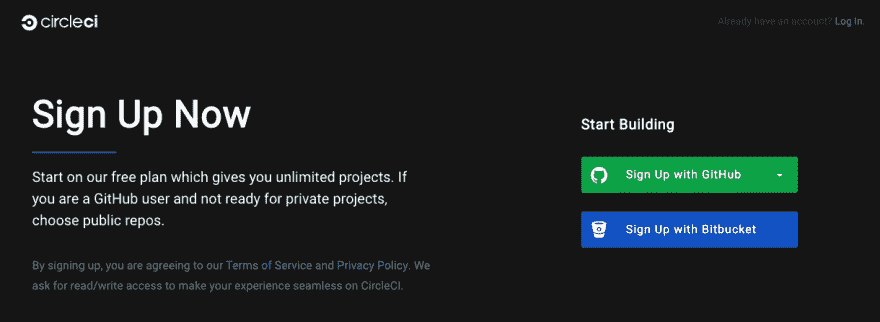 circleci
Already have an account? Log In.
Sign Up Now
Start on our free plan which gives you unlimited projects. If
you are a GitHub user and not ready for private projects,
choose public repos.
By signing up, you are agreeing to our Terms of Service and Privacy Policy. We
ask for read/write access to make your experience seamless on CircleCI.
Start Building
Sign Up with GitHub
Sign Up with Bitbucket